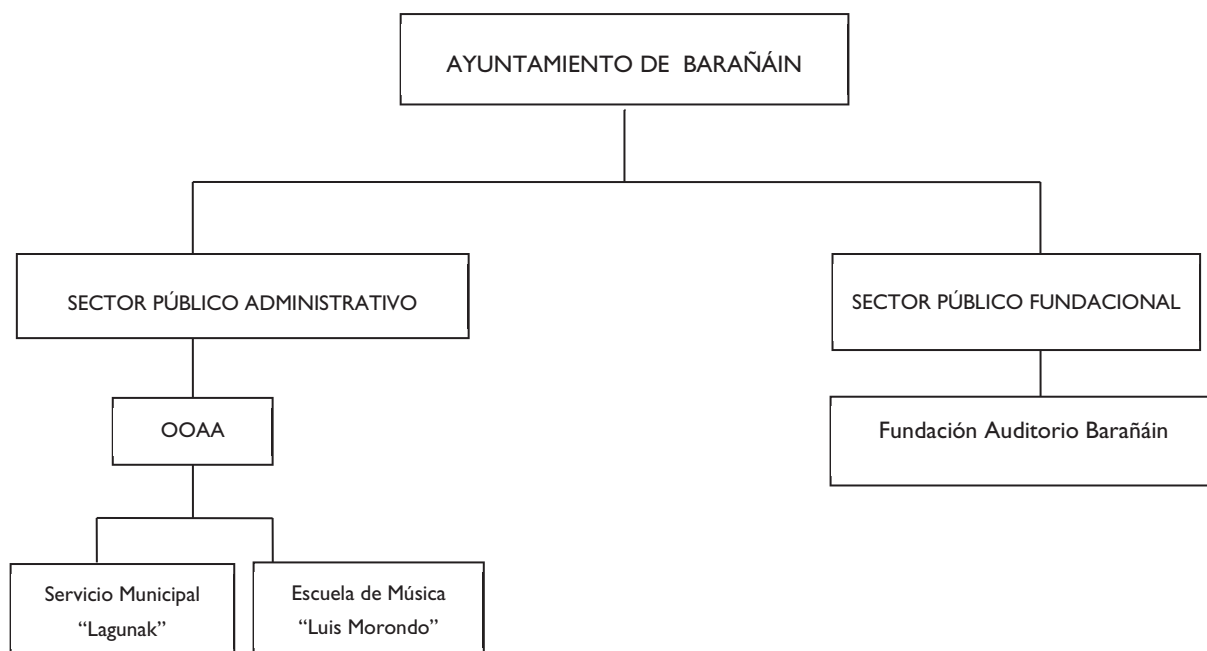 AYUNTAMIENTO DE BARAÑÁIN
SECTOR PÚBLICO ADMINISTRATIVO
SECTOR PÚBLICO FUNDACIONAL
OOAA
Fundación Auditorio Barañáin
Servicio Municipal
“Lagunak”
Escuela de Música
“Luis Morondo”